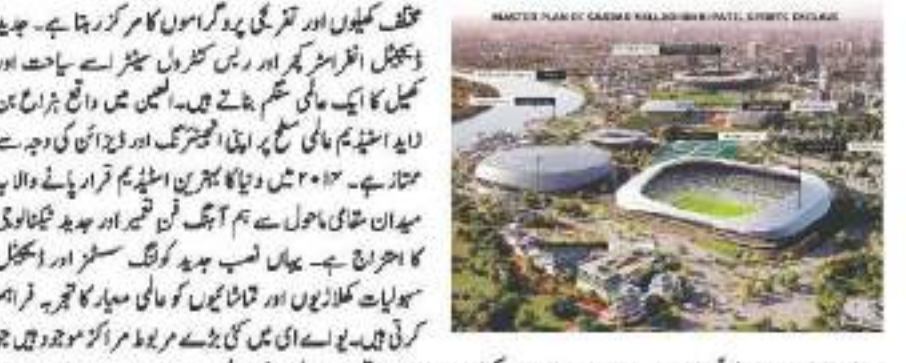 MASTER PLAN OF SARDAR VALLABHBHAI PATEL SPORTS ENCLAVE
مختلف کھیلوں اور تفریحی پروگراموں کا مرکز رہتا ہے۔ جدید
ڈیجیٹل انفراسٹرکچر اور ریس کنٹرول سینٹر اسے سیاحت اور
کھیل کا ایک عالمی سنگم بناتے ہیں۔العین میں واقع ہزاع بن
زاید اسٹیڈیم عالمی سطح پر اپنی انجینئرنگ اور ڈیزائن کی وجہ سے
ممتاز ہے۔ ۲۰۱۴ میں دنیا کا بہترین اسٹیڈیم قرار پانے والا یہ
میدان مقامی ماحول سے ہم آہنگ فن تعمیر اور جدید ٹیکنالوجی
کا امتزاج ہے۔ یہاں نصب جدید کولنگ سسٹمز اور ڈیجیٹل
سہولیات کھلاڑیوں اور تماشائیوں کو عالمی معیار کا تجربہ فراہم
کرتی ہیں۔یو اے ای میں کئی بڑے مربوط مراکز موجود ہیں جو